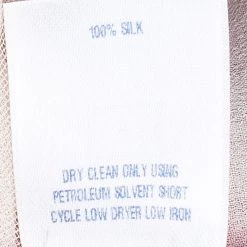 100% SILK
DRY CLEAN ONLY USING
PETROLEUM SOLVENT SHORT
CYCLE LOW DRYER LOW IRON